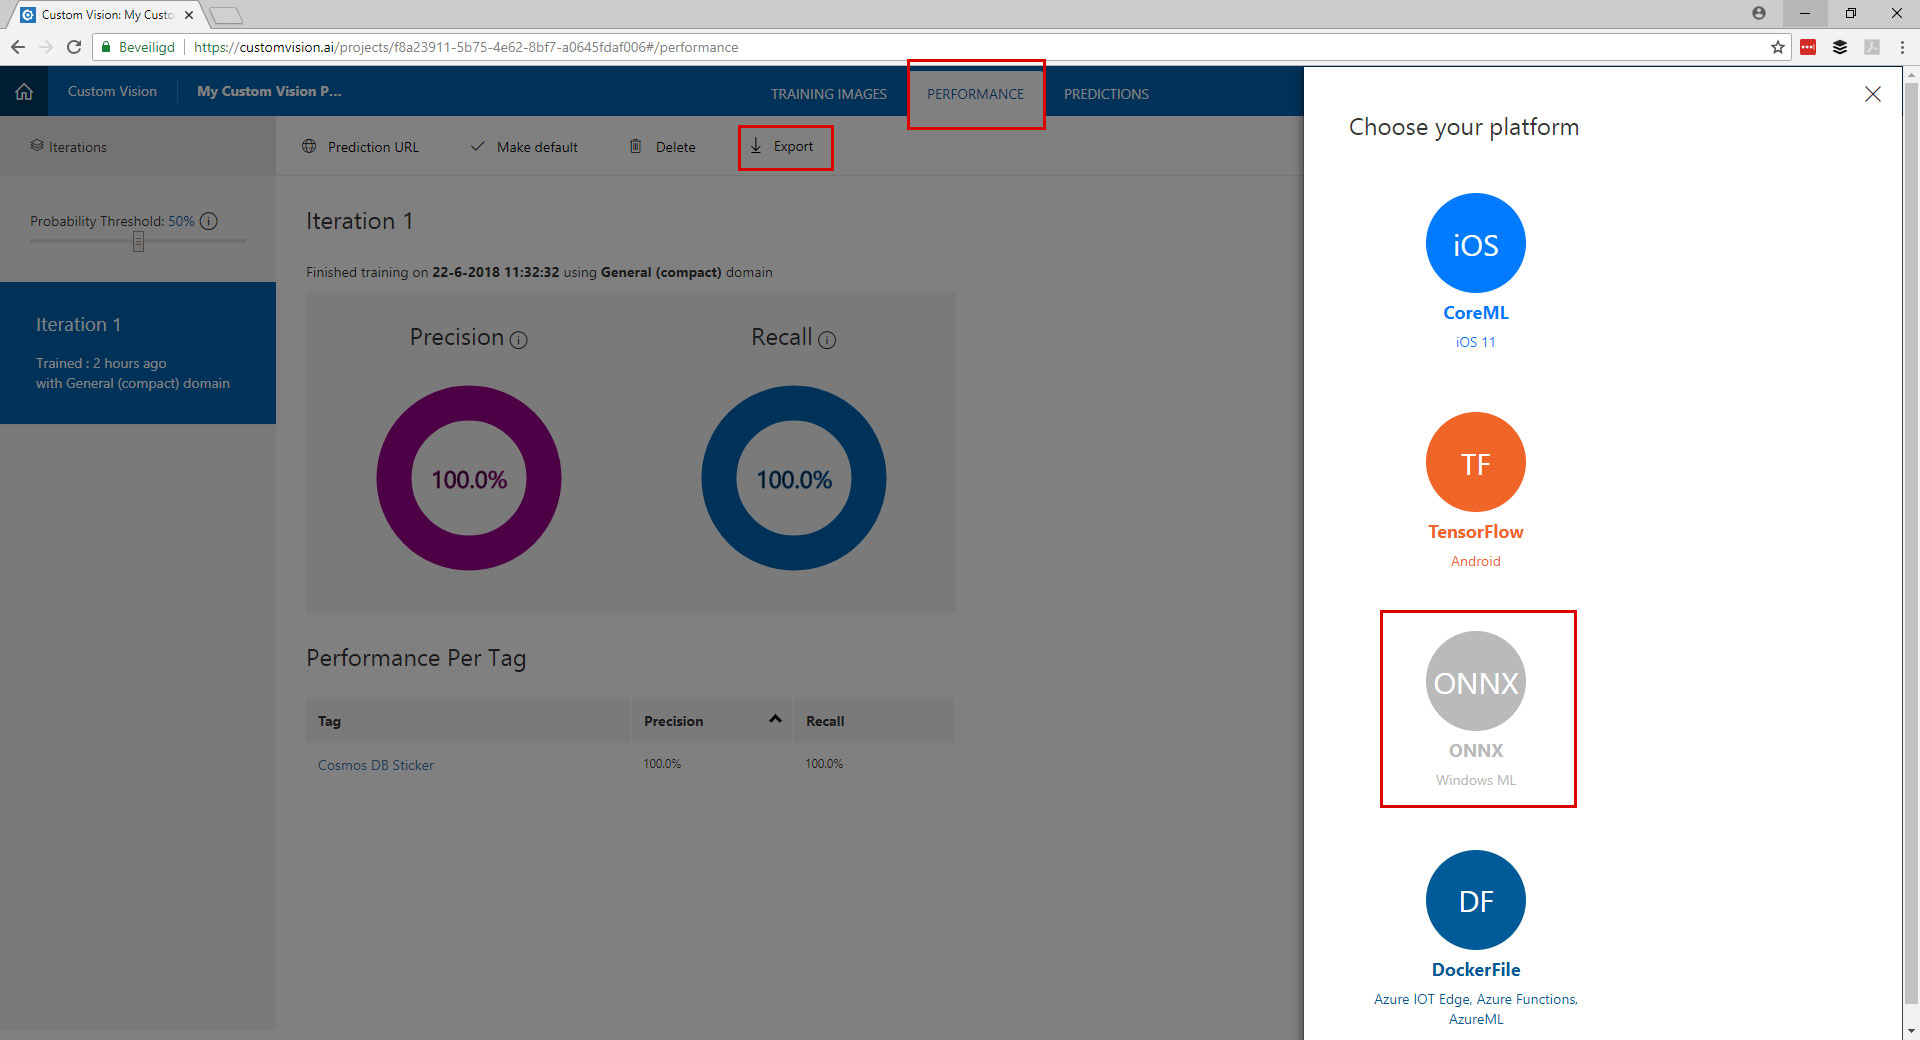 Custom Vision: My Custo
Beveiligd
https://customvision.ai/projects/f8a23911-5b75-4e62-8bf7-a0645fdaf006#/performance
Custom Vision
My Custom Vision P...
TRAINING IMAGES
PERFORMANCE
PREDICTIONS
Iterations
Prediction URL
Make default
Delete
Export
Probability Threshold: 50%
Iteration 1
Trained : 2 hours ago
with General (compact) domain
Iteration 1
Finished training on 22-6-2018 11:32:32 using General (compact) domain
Precision
Recall
100.0%
100.0%
Performance Per Tag
Tag
Precision
Recall
Cosmos DB Sticker
100.0%
100.0%
Choose your platform
iOS
CoreML
iOS 11
TF
TensorFlow
Android
ONNX
ONNX
Windows ML
DF
DockerFile
Azure IOT Edge, Azure Functions,
AzureML